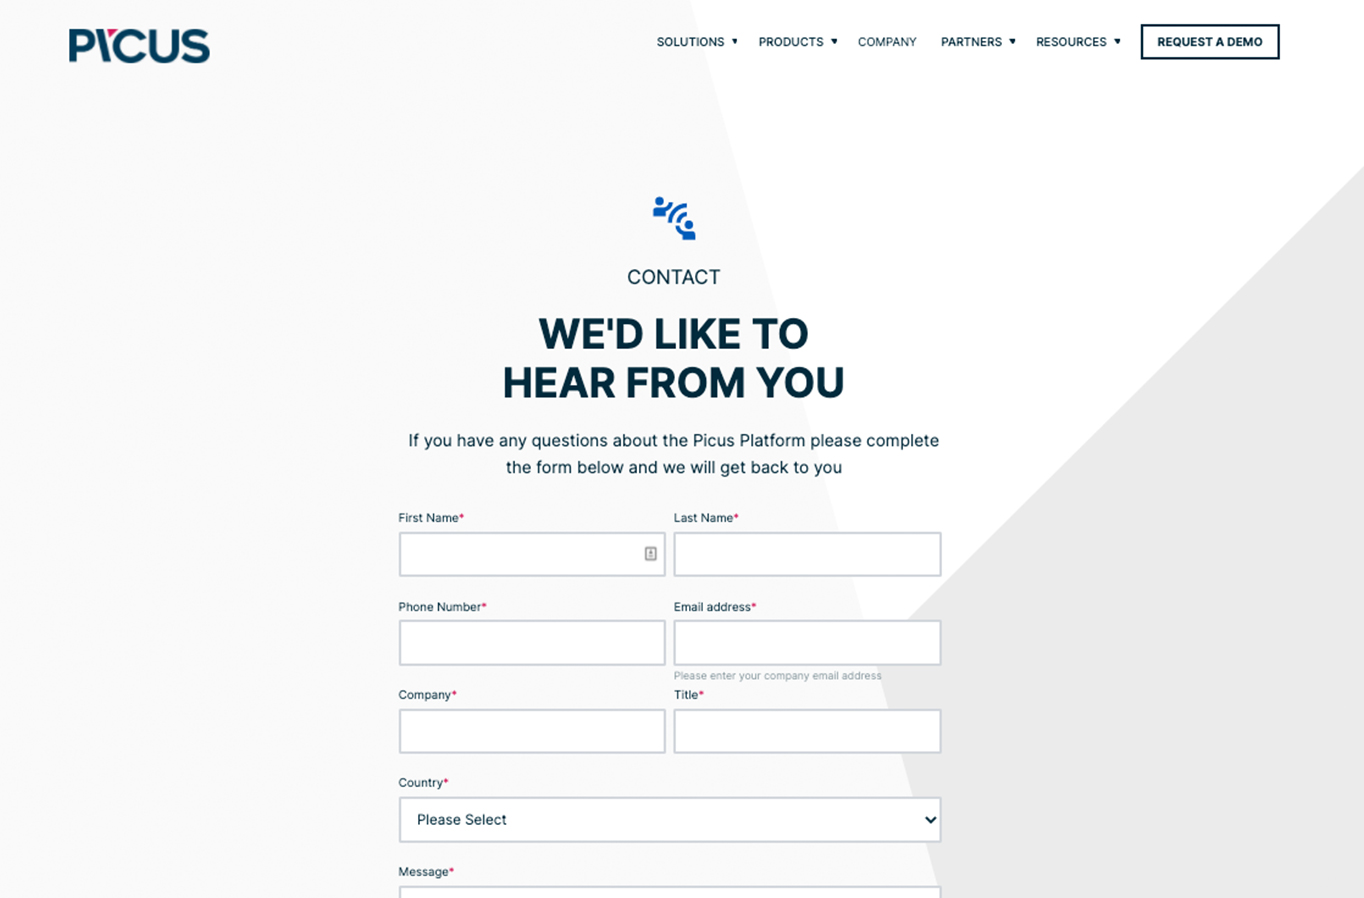 PICUS
SOLUTIONS ▼ PRODUCTS ▼ COMPANY PARTNERS ▼ RESOURCES ▼ REQUEST A DEMO
CONTACT
WE'D LIKE TO
HEAR FROM YOU
If you have any questions about the Picus Platform please complete
the form below and we will get back to you
First Name* Last Name*
Phone Number* Email address*
Please enter your company email address
Company* Title*
Country*
Please Select
Message*